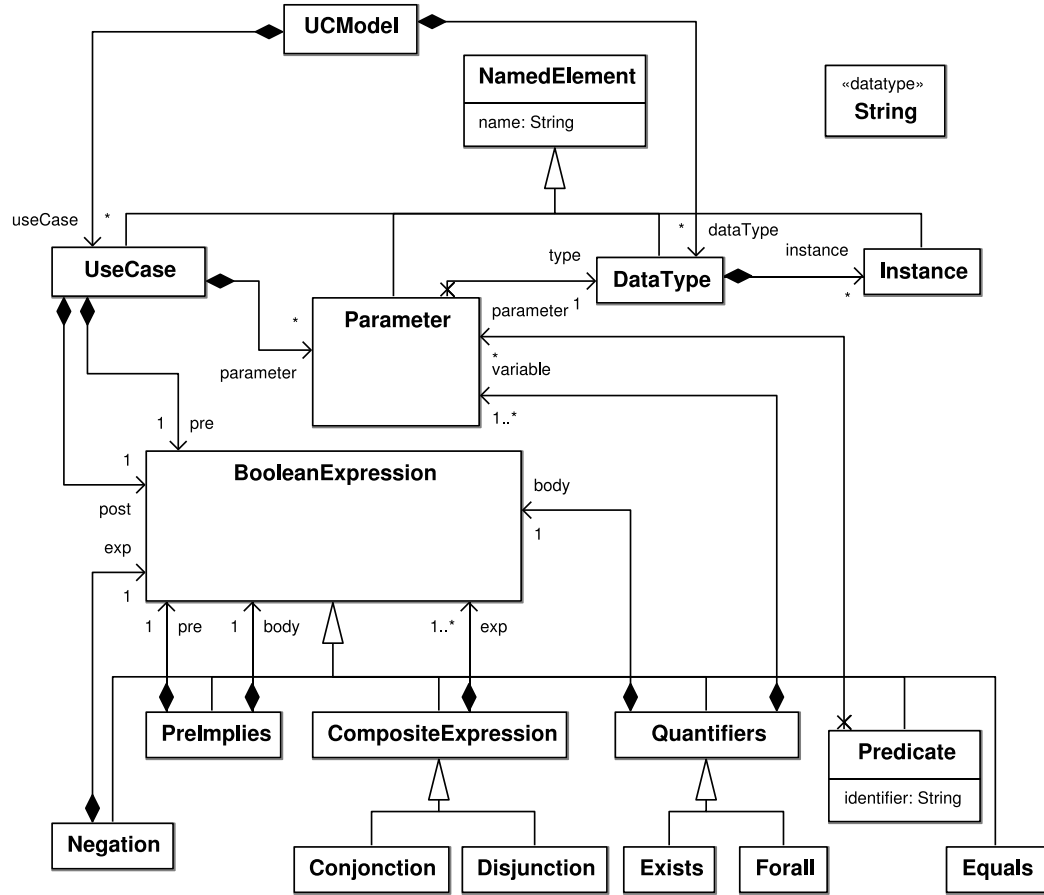 UCModel
NamedElement
name: String
«datatype»
String
useCase
*
*
dataType
UseCase
type
instance
DataType
Instance
1
*
*
Parameter
parameter
parameter
*
variable
1..*
1
pre
1
BooleanExpression
post
body
1
exp
1
1
pre
1
body
1..*
exp
PreImplies
CompositeExpression
Quantifiers
Predicate
identifier: String
Negation
Conjonction
Disjunction
Exists
Forall
Equals